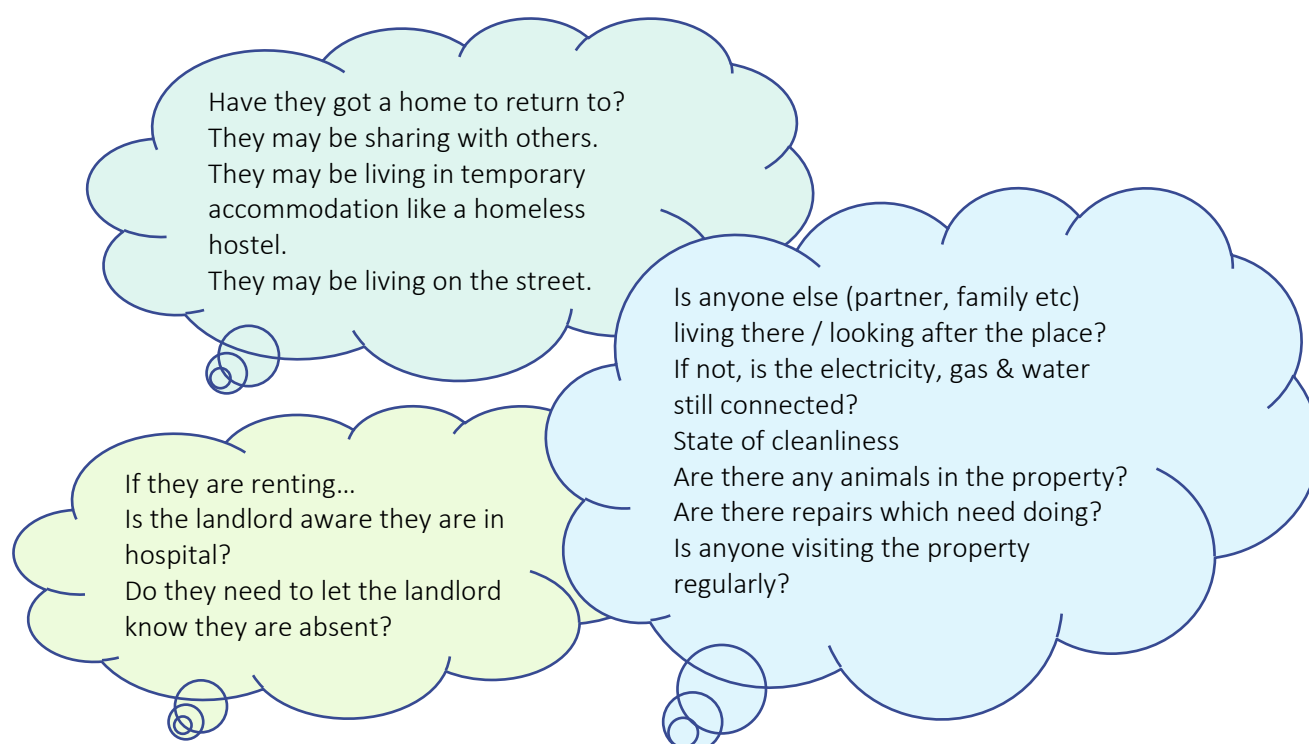 Have they got a home to return to?
They may be sharing with others.
They may be living in temporary
accommodation like a homeless
hostel.
They may be living on the street.
Is anyone else (partner, family etc)
living there / looking after the place?
If not, is the electricity, gas & water
still connected?
State of cleanliness
Are there any animals in the property?
Are there repairs which need doing?
Is anyone visiting the property
regularly?
If they are renting…
Is the landlord aware they are in
hospital?
Do they need to let the landlord
know they are absent?